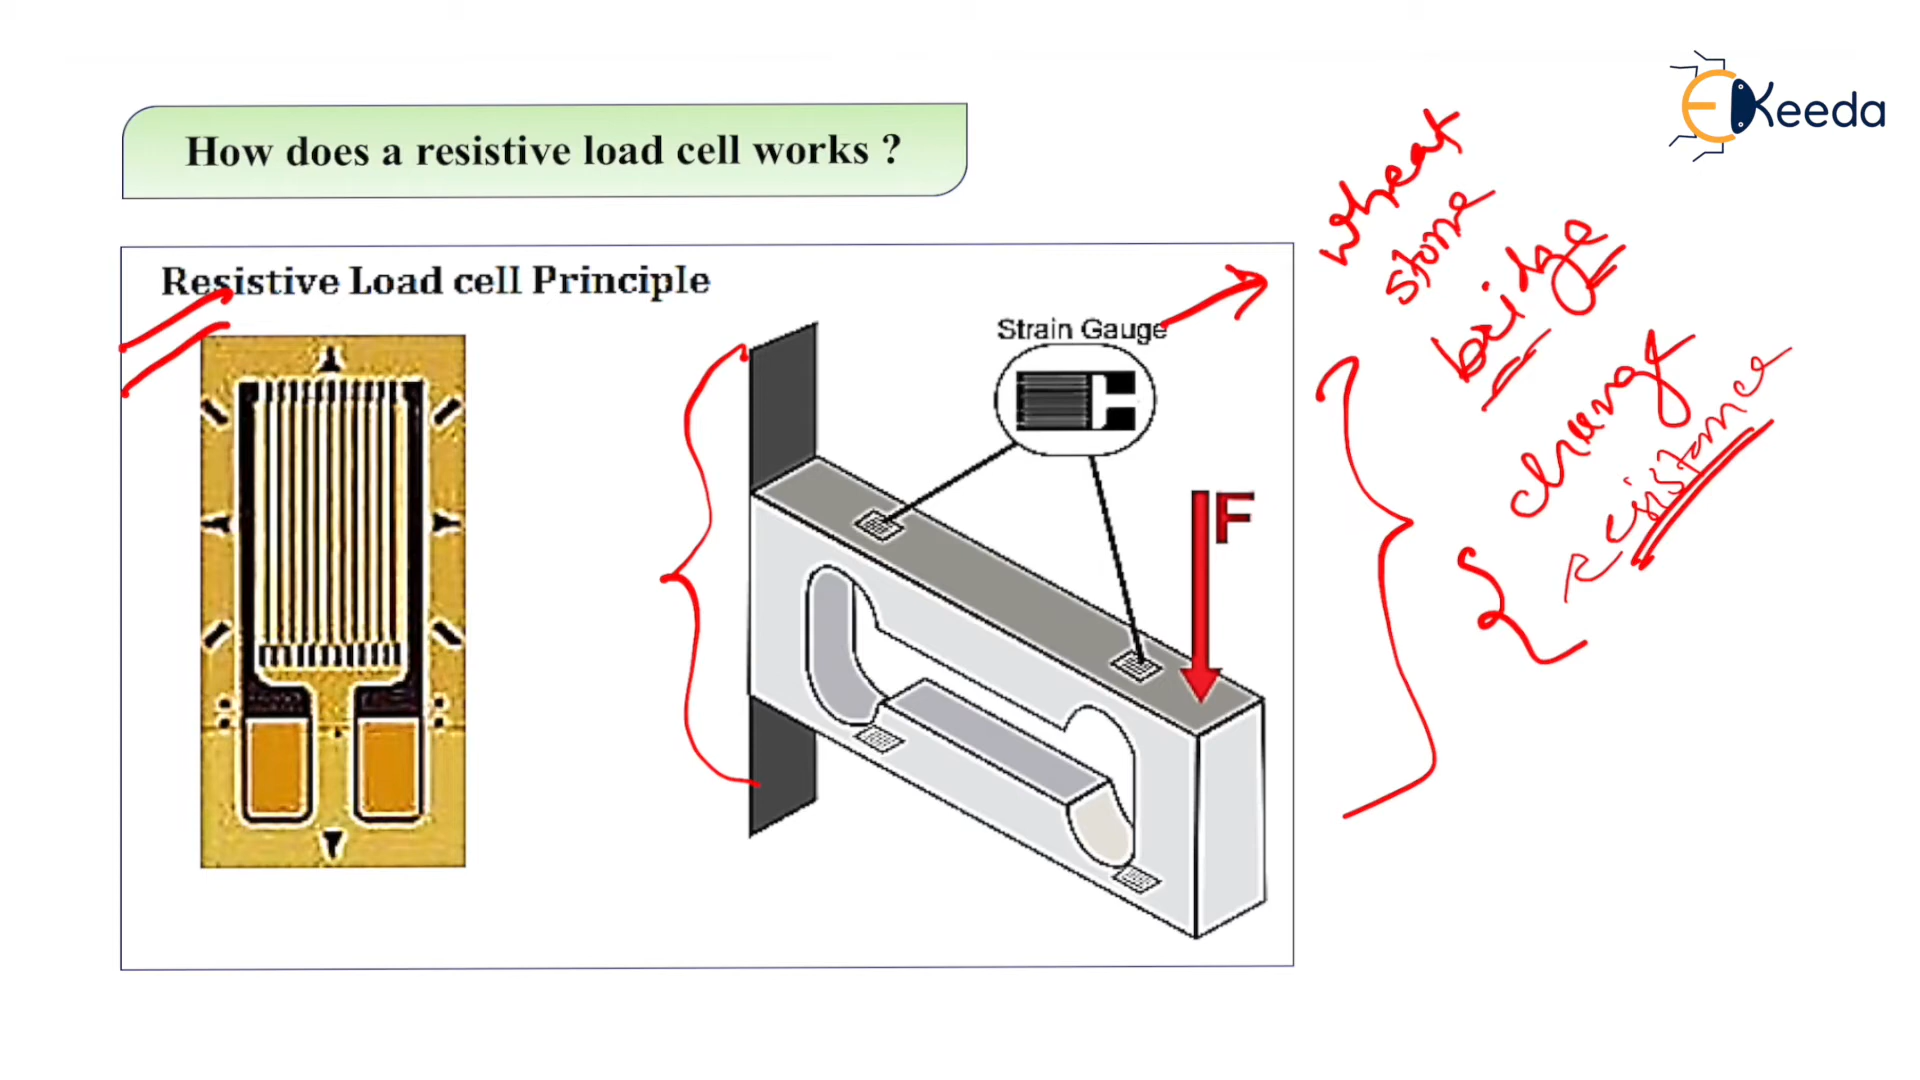 EKeeda
How does a resistive load cell works ?
Resistive Load cell Principle
Strain Gauge
F
wheat
stone
bridge
change
resistance